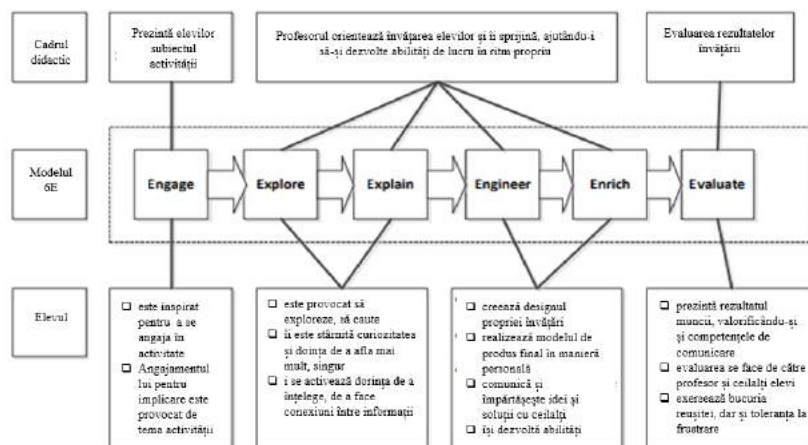 Cadrul
didactic
Prezintă elevilor
subiectul
activității
Profesorul orientează învățarea elevilor și îi sprijină, ajutându-i
să-și dezvolte abilități de lucru în ritm propriu
Evaluarea rezultatelor
învățării
Modelul
6E
Engage
Explore
Explain
Engineer
Enrich
Evaluate
Elevul
este inspirat
pentru a se
angaja în
activitate
Angajamentul
lui pentru
implicare este
provocat de
tema activității
este provocat să
exploreze, să caute
îi este stârnită curiozitatea
și doința de a afla mai
mult, singur
i se activează dorința de a
înțelege, de a face
conexiuni între informații
creează designul
propriei învățări
realizează modelul de
produs final în manieră
personală
comunică și
împărtășește idei și
soluții cu ceilalți
își dezvoltă abilități
prezintă rezultatul
muncii, valorificându-și
și competențele de
comunicare
evaluarea se face de către
profesor și ceilalți elevi
exersează bucuria
reușitei, dar și toleranța la
frustrare